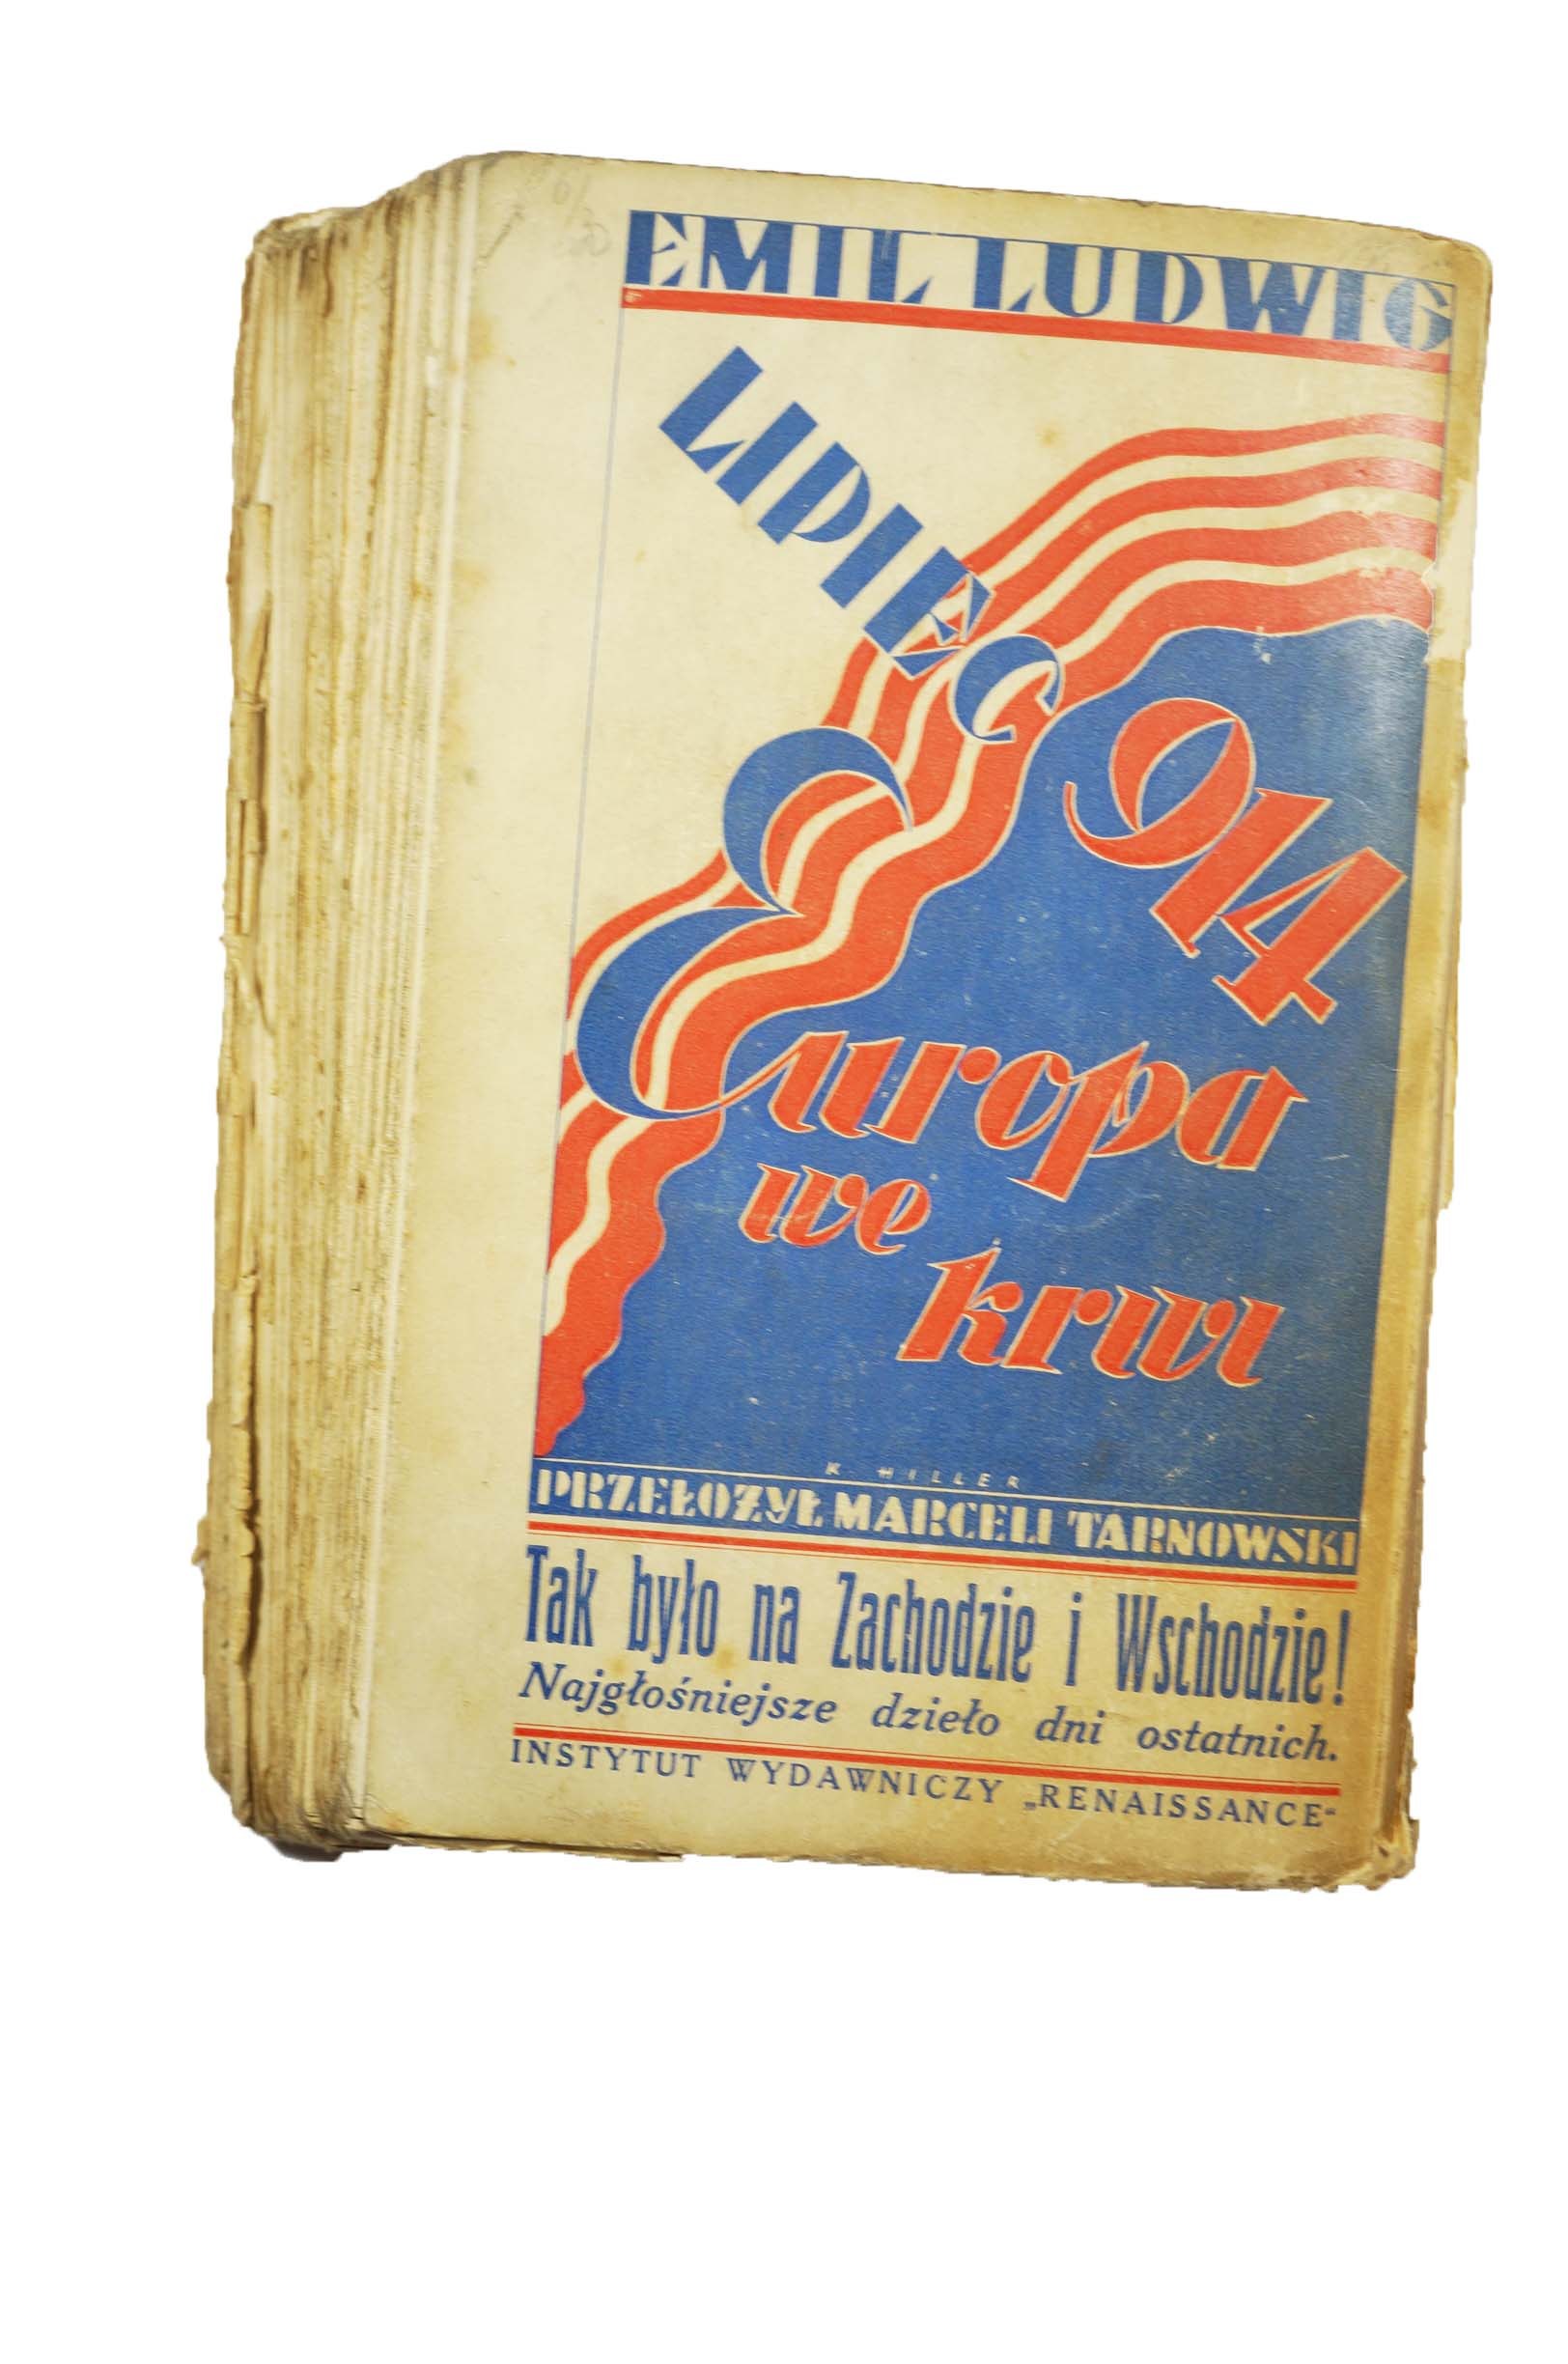 EMIL LUDWIG
LIPIEC
914
Europa
we
krwi
K. HILLER
PRZEŁOŻYŁ MARCELI TARNOWSKI
Tak było na Zachodzie i Wschodzie!
Najgłośniejsze dzieło dni ostatnich.
INSTYTUT WYDAWNICZY „RENAISSANCE“